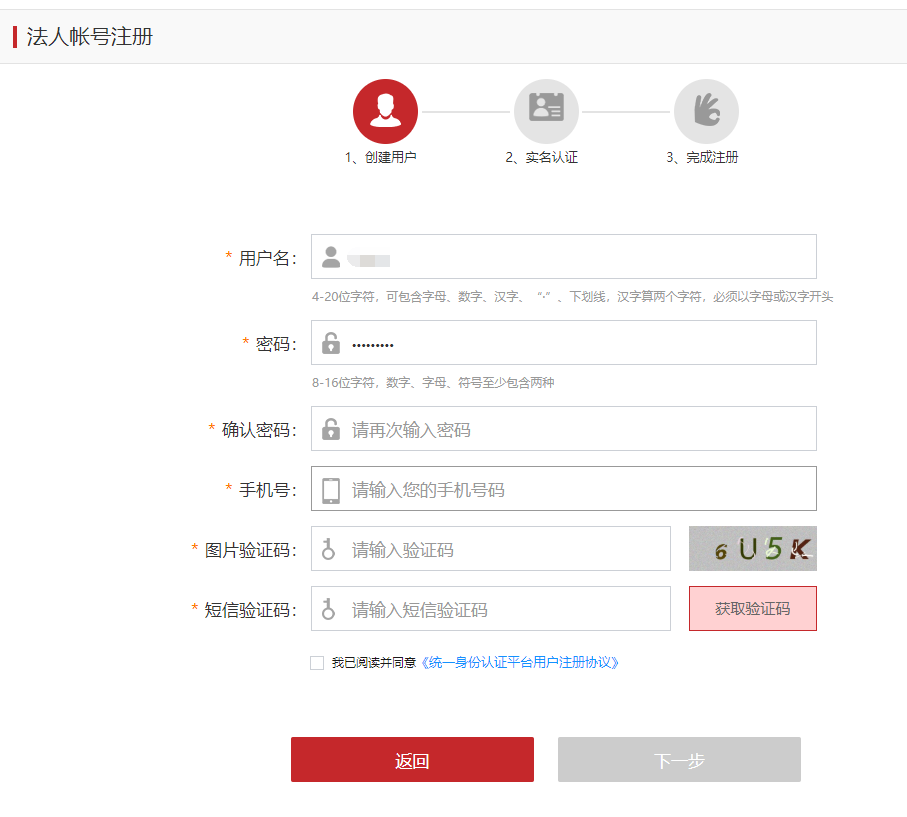 法人帐号注册
1、创建用户
2、实名认证
3、完成注册
* 用户名:
4-20位字符，可包含字母、数字、汉字、“·”、下划线，汉字算两个字符，必须以字母或汉字开头
* 密码: •••••••••
8-16位字符，数字、字母、符号至少包含两种
* 确认密码: 请再次输入密码
* 手机号: 请输入您的手机号码
* 图片验证码: 请输入验证码 6U5K
* 短信验证码: 请输入短信验证码 获取验证码
我已阅读并同意《统一身份认证平台用户注册协议》
返回 下一步